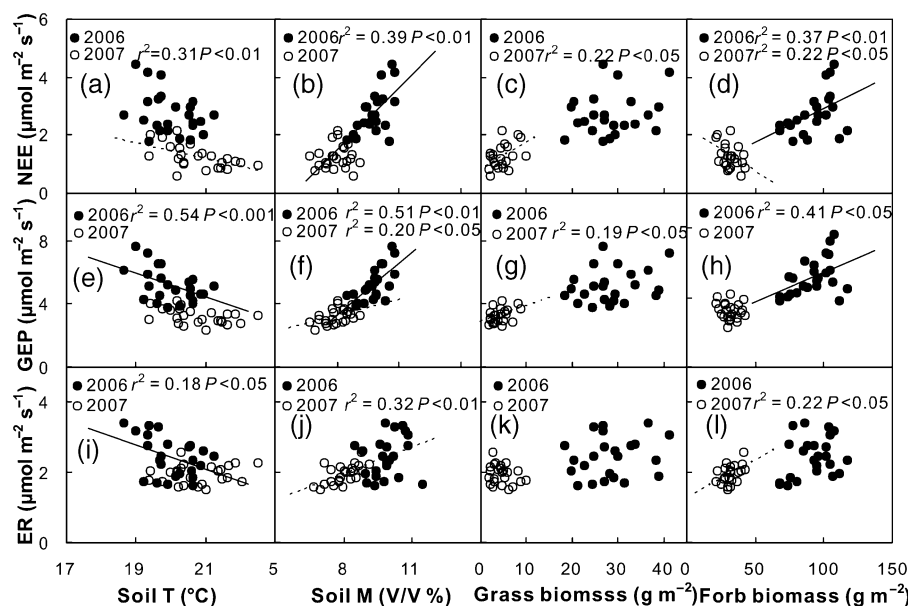 6
4
2
0
NEE (μmol m⁻² s⁻¹)
● 2006
○ 2007 r² = 0.31 P <0.01
(a)
● 2006 r² = 0.39 P <0.01
○ 2007
(b)
● 2006
○ 2007 r² = 0.22 P <0.05
(c)
● 2006 r² = 0.37 P <0.01
○ 2007 r² = 0.22 P <0.05
(d)
8
4
0
GEP (μmol m⁻² s⁻¹)
● 2006 r² = 0.54 P <0.001
○ 2007
(e)
● 2006 r² = 0.51 P <0.01
○ 2007 r² = 0.20 P <0.05
(f)
● 2006
○ 2007 r² = 0.19 P <0.05
(g)
● 2006 r² = 0.41 P <0.05
○ 2007
(h)
4
2
0
ER (μmol m⁻² s⁻¹)
● 2006 r² = 0.18 P <0.05
○ 2007
(i)
● 2006
○ 2007 r² = 0.32 P <0.01
(j)
● 2006
○ 2007
(k)
● 2006
○ 2007 r² = 0.22 P <0.05
(l)
17 19 21 5 8 11 0 10 20 30 40 0 50 100 150
Soil T (°C) Soil M (V/V %) Grass biomsss (g m⁻²) Forb biomass (g m⁻²)